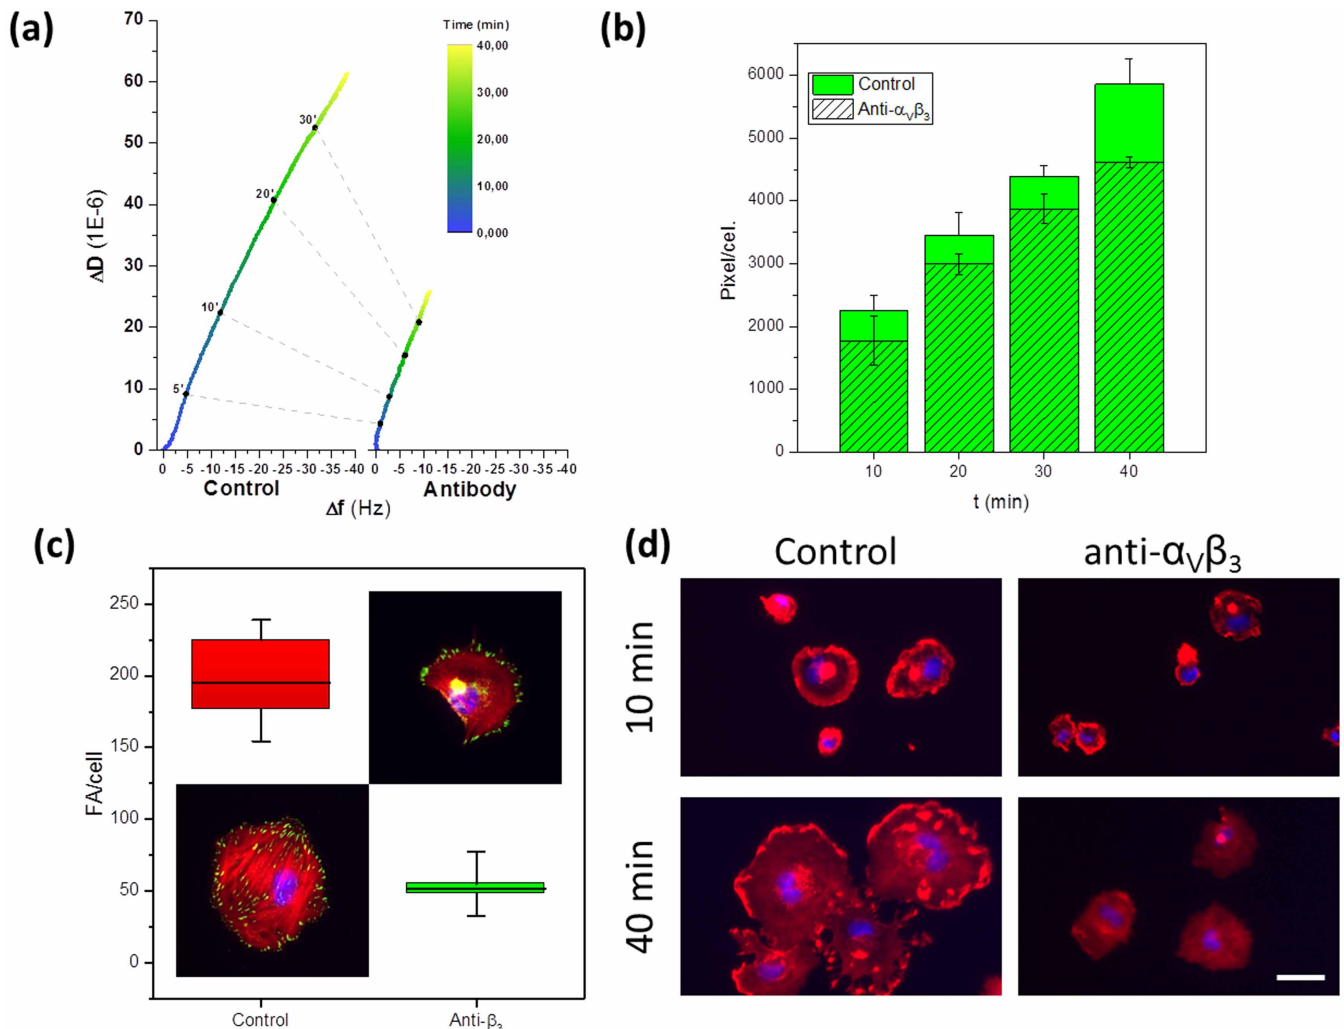 (a)
70
60
50
40
30
20
10
0
ΔD (1E-6)
Time (min)
40,00
30,00
20,00
10,00
0,000
30'
20'
10'
5'
0 -5 -10 -15 -20 -25 -30 -35 -40
0 -5 -10 -15 -20 -25 -30 -35 -40
Control
Antibody
Δf (Hz)
(b)
6000
5000
4000
3000
2000
1000
0
Pixel/cel.
Control
Anti-αVβ3
10 20 30 40
t (min)
(c)
250
200
150
100
50
0
FA/cell
Control
Anti-β3
(d)
Control
anti-αVβ3
10 min
40 min